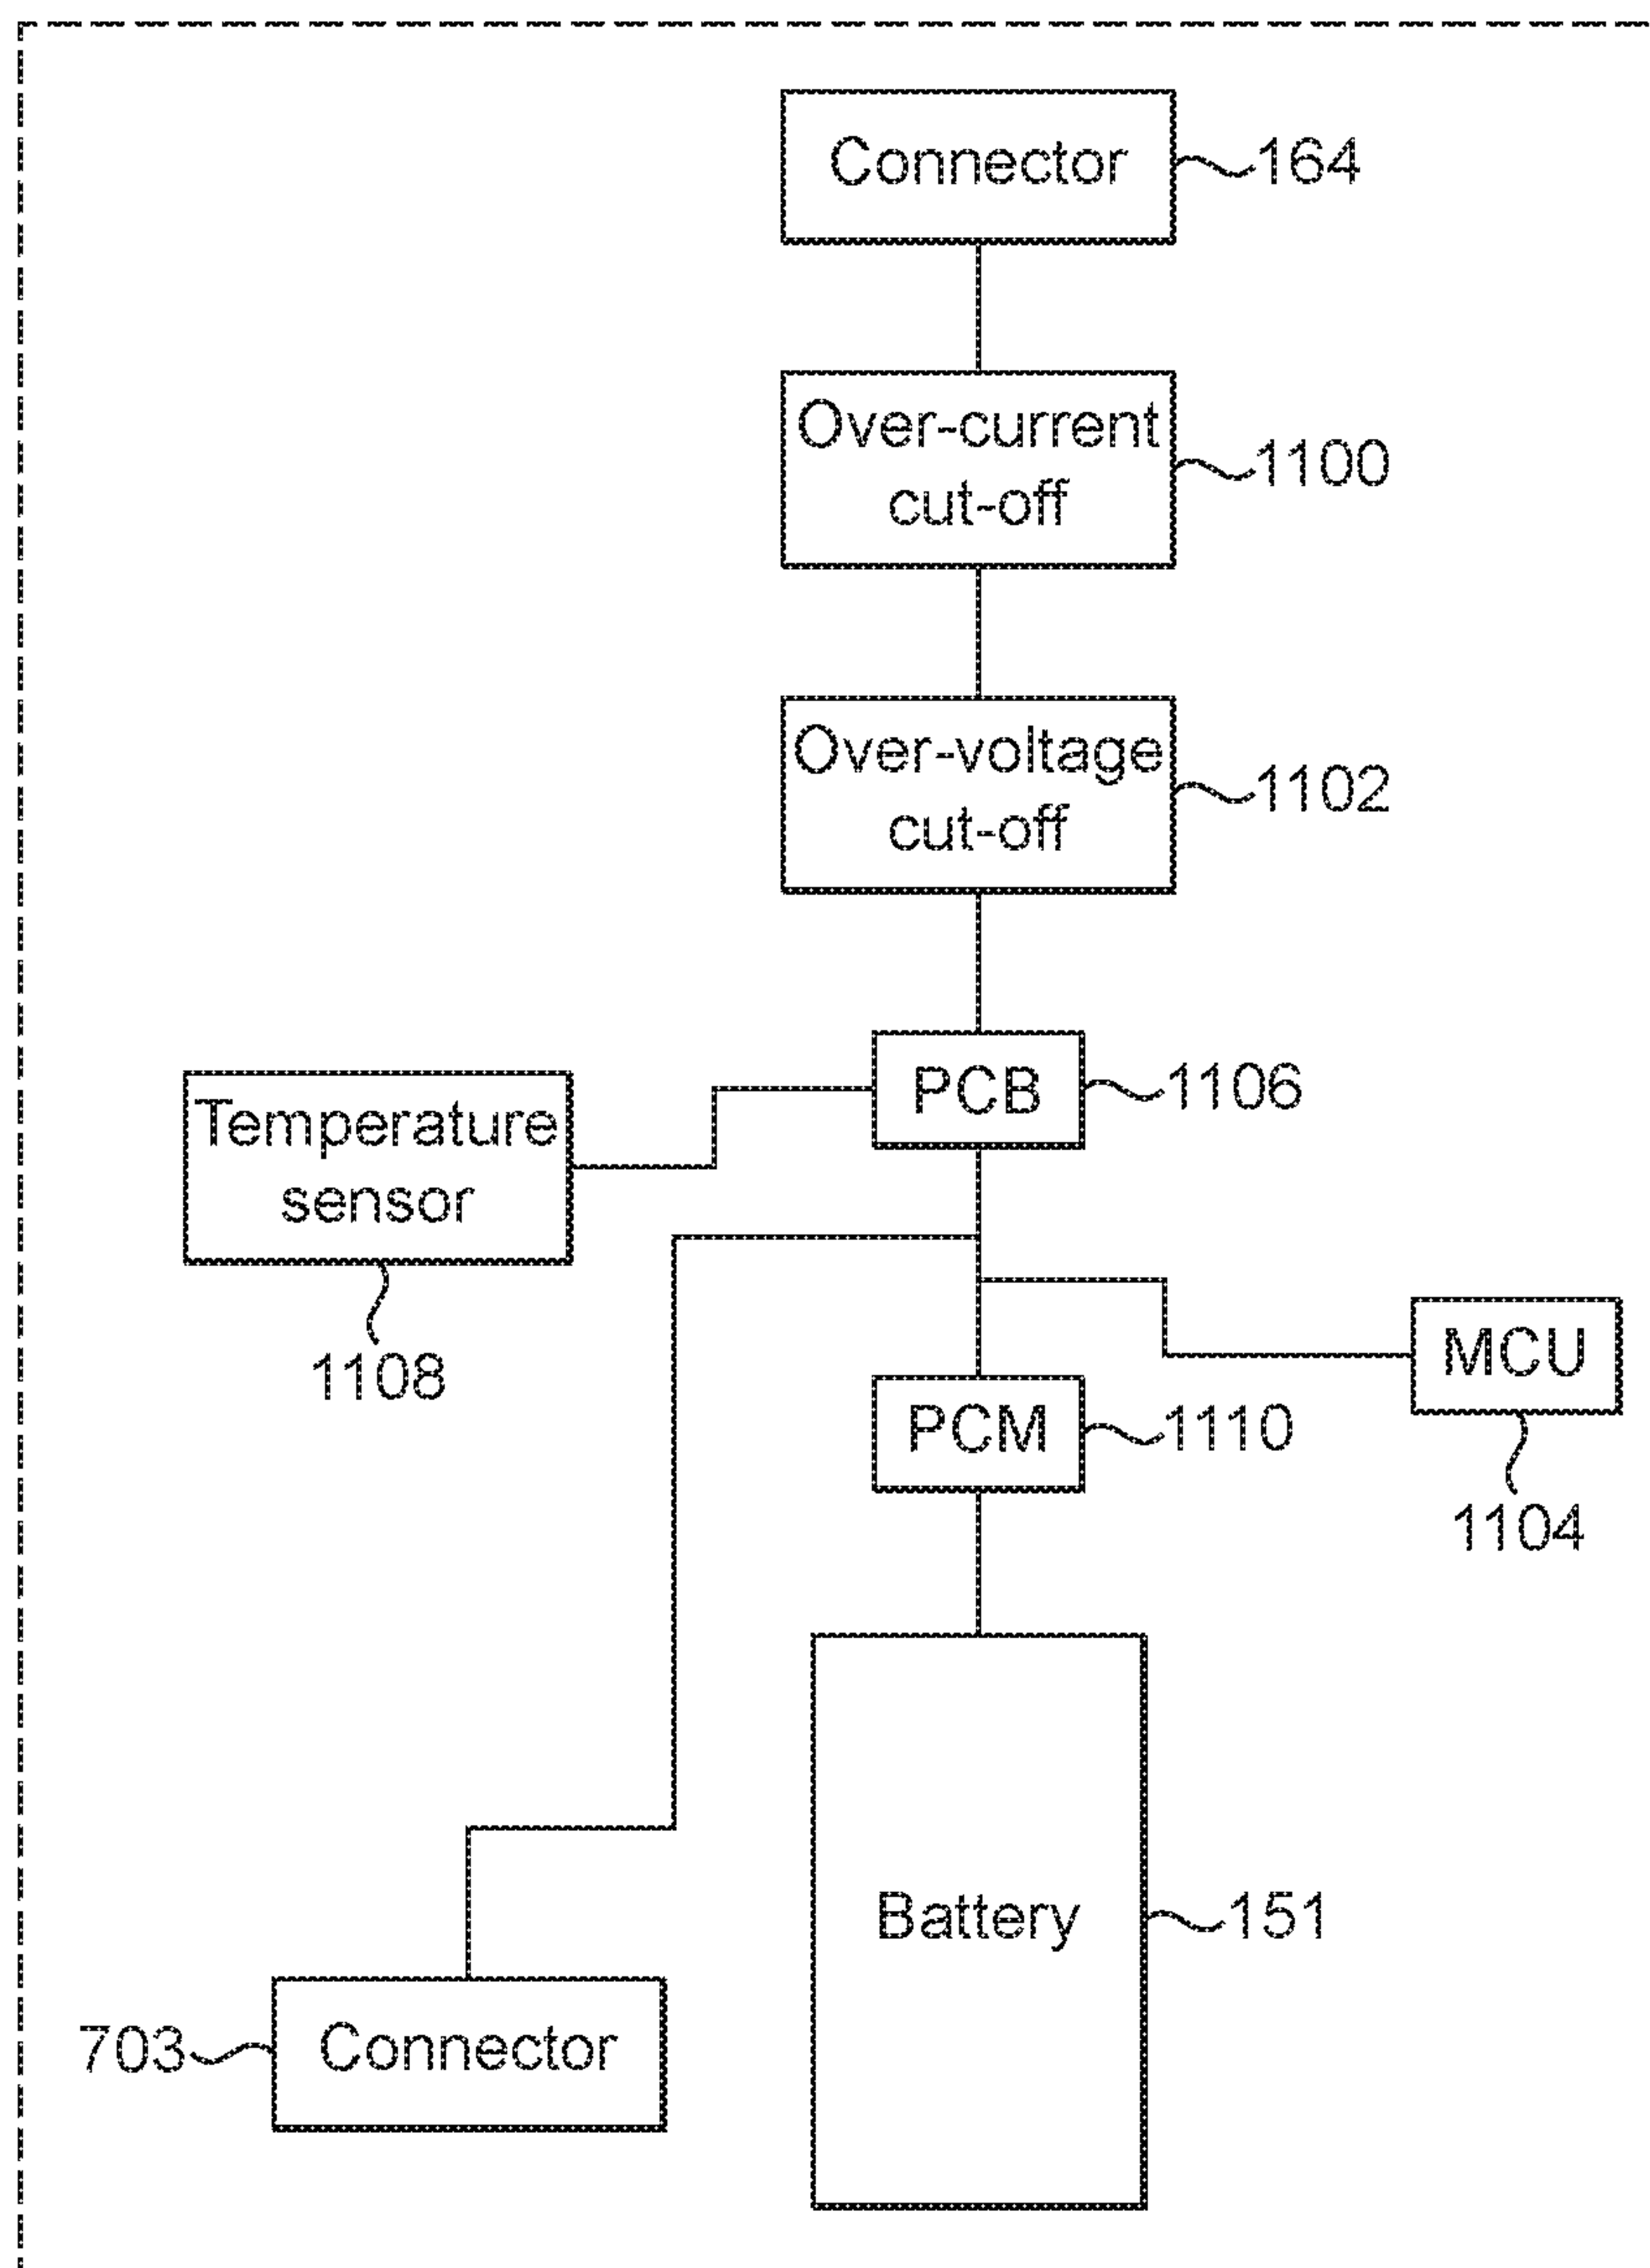 Connector
164
Over-current
cut-off
1100
Over-voltage
cut-off
1102
PCB
1106
Temperature
sensor
1108
MCU
1104
PCM
1110
Battery
151
Connector
703